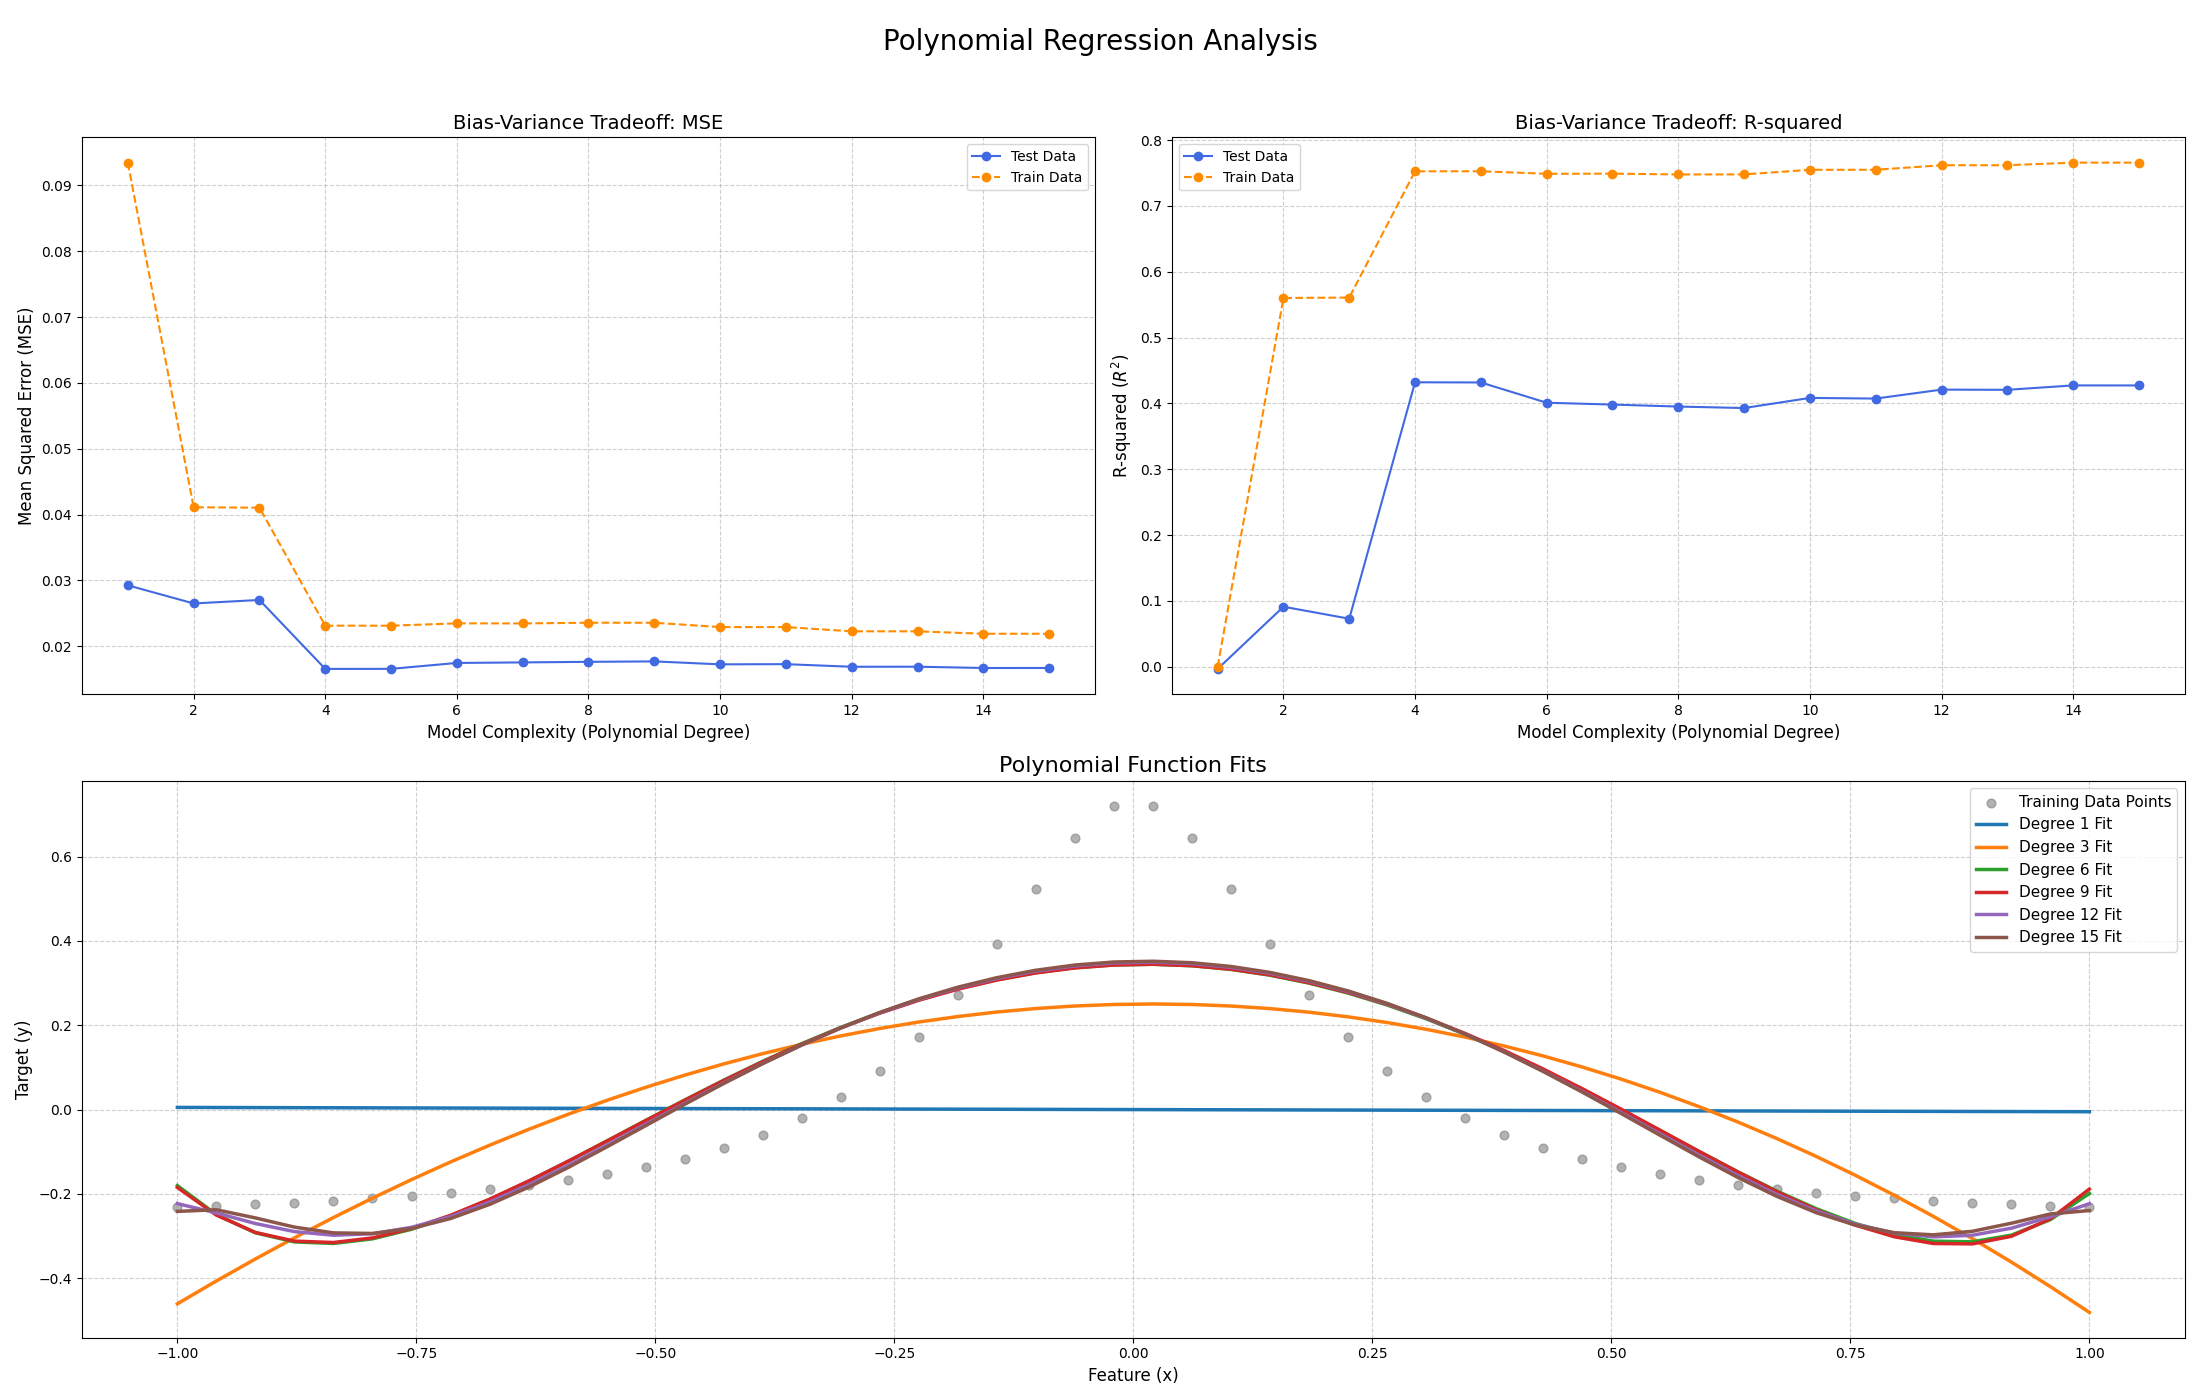 Polynomial Regression Analysis
Bias-Variance Tradeoff: MSE
Mean Squared Error (MSE)
0.09
0.08
0.07
0.06
0.05
0.04
0.03
0.02
Test Data
Train Data
2 4 6 8 10 12 14
Model Complexity (Polynomial Degree)
Bias-Variance Tradeoff: R-squared
R-squared (R²)
0.8
0.7
0.6
0.5
0.4
0.3
0.2
0.1
0.0
Test Data
Train Data
2 4 6 8 10 12 14
Model Complexity (Polynomial Degree)
Polynomial Function Fits
Target (y)
0.6
0.4
0.2
0.0
−0.2
−0.4
Training Data Points
Degree 1 Fit
Degree 3 Fit
Degree 6 Fit
Degree 9 Fit
Degree 12 Fit
Degree 15 Fit
−1.00 −0.75 −0.50 −0.25 0.00 0.25 0.50 0.75 1.00
Feature (x)